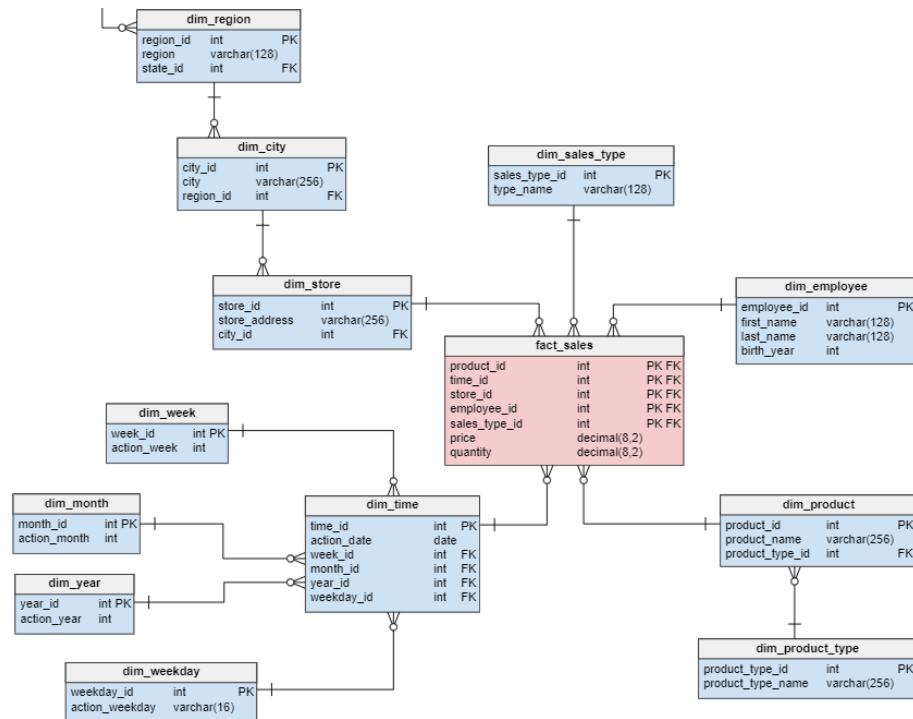 dim_region
region_id int PK
region varchar(128)
state_id int FK
dim_city
city_id int PK
city varchar(256)
region_id int FK
dim_sales_type
sales_type_id int PK
type_name varchar(128)
dim_store
store_id int PK
store_address varchar(256)
city_id int FK
dim_employee
employee_id int PK
first_name varchar(128)
last_name varchar(128)
birth_year int
fact_sales
product_id int PK FK
time_id int PK FK
store_id int PK FK
employee_id int PK FK
sales_type_id int PK FK
price decimal(8,2)
quantity decimal(8,2)
dim_week
week_id int PK
action_week int
dim_month
month_id int PK
action_month int
dim_time
time_id int PK
action_date date
week_id int FK
month_id int FK
year_id int FK
weekday_id int FK
dim_product
product_id int PK
product_name varchar(256)
product_type_id int FK
dim_year
year_id int PK
action_year int
dim_weekday
weekday_id int PK
action_weekday varchar(16)
dim_product_type
product_type_id int PK
product_type_name varchar(256)